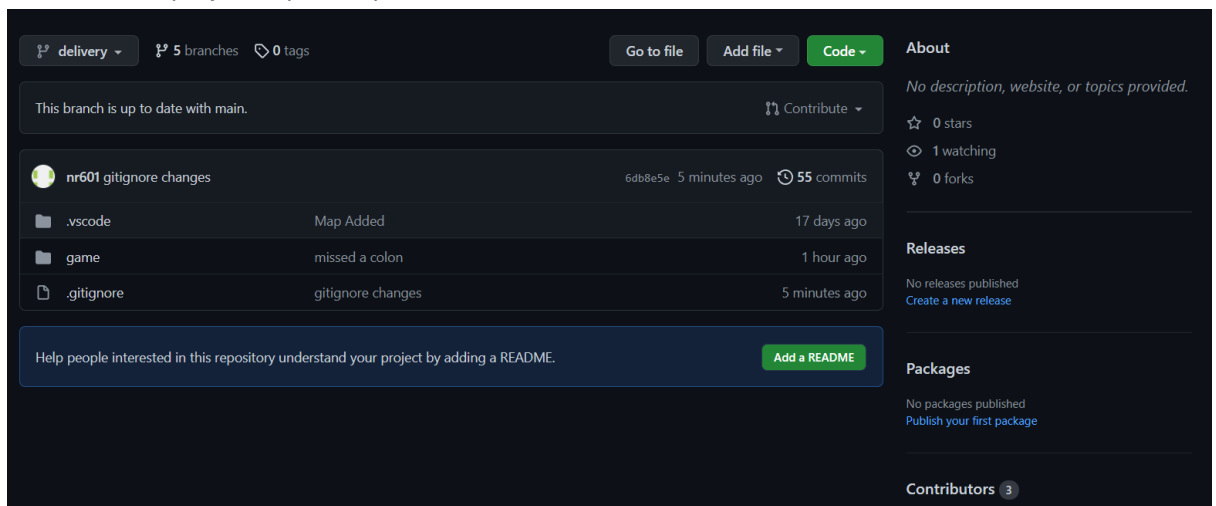 delivery 5 branches 0 tags Go to file Add file Code
This branch is up to date with main. Contribute
nr601 gitignore changes 6db8e5e 5 minutes ago 55 commits
.vscode Map Added 17 days ago
game missed a colon 1 hour ago
.gitignore gitignore changes 5 minutes ago
Help people interested in this repository understand your project by adding a README. Add a README
About
No description, website, or topics provided.
0 stars
1 watching
0 forks
Releases
No releases published
Create a new release
Packages
No packages published
Publish your first package
Contributors 3